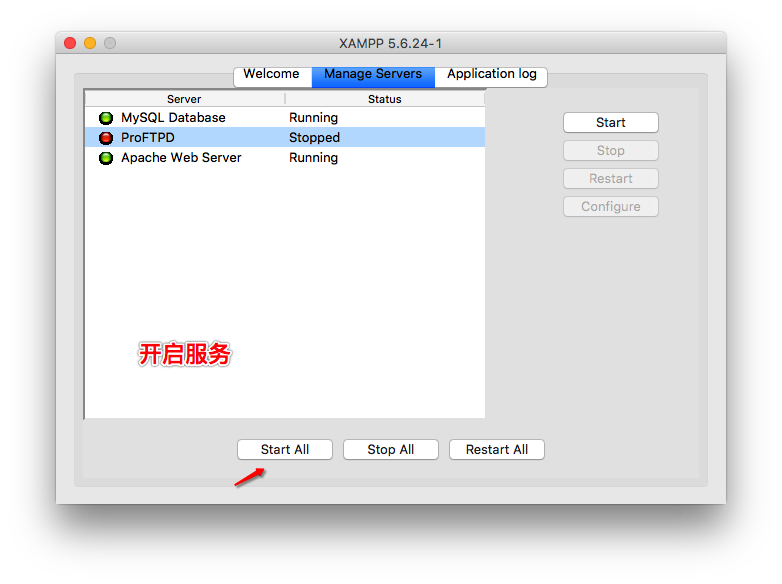 XAMPP 5.6.24-1
Welcome Manage Servers Application log
Server Status
MySQL Database Running
ProFTPD Stopped
Apache Web Server Running
Start
Stop
Restart
Configure
开启服务
Start All Stop All Restart All